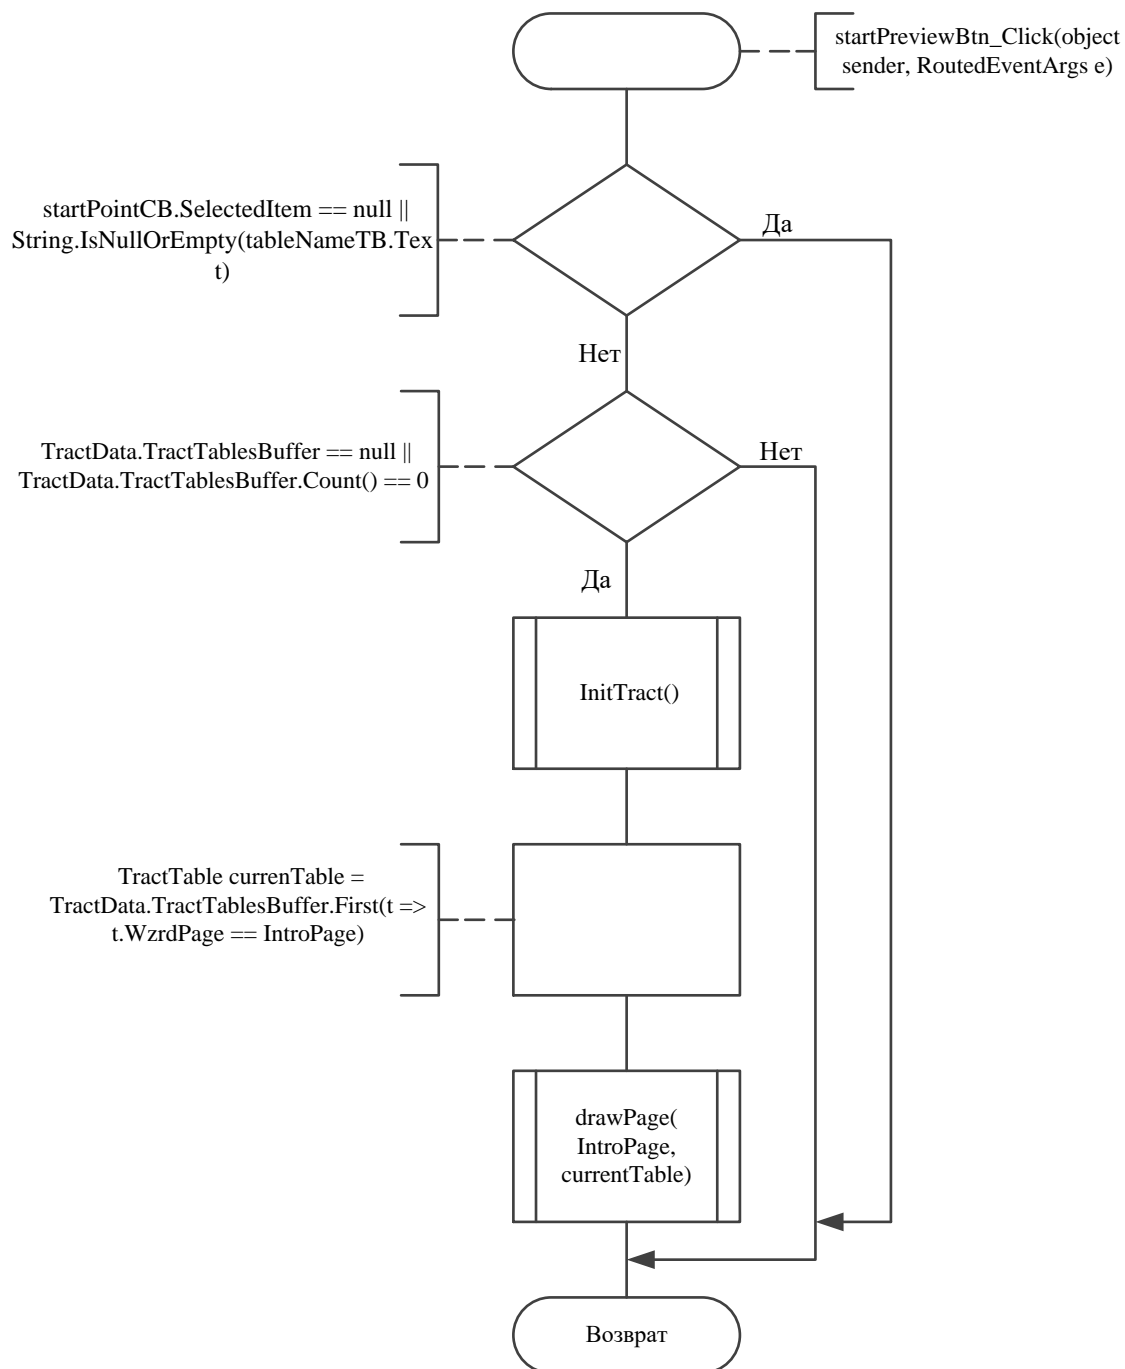 startPreviewBtn_Click(object
sender, RoutedEventArgs e)
startPointCB.SelectedItem == null ||
String.IsNullOrEmpty(tableNameTB.Tex
t)
Да
Нет
TractData.TractTablesBuffer == null ||
TractData.TractTablesBuffer.Count() == 0
Нет
Да
InitTract()
TractTable currenTable =
TractData.TractTablesBuffer.First(t =>
t.WzrdPage == IntroPage)
drawPage(
IntroPage,
currentTable)
Возврат